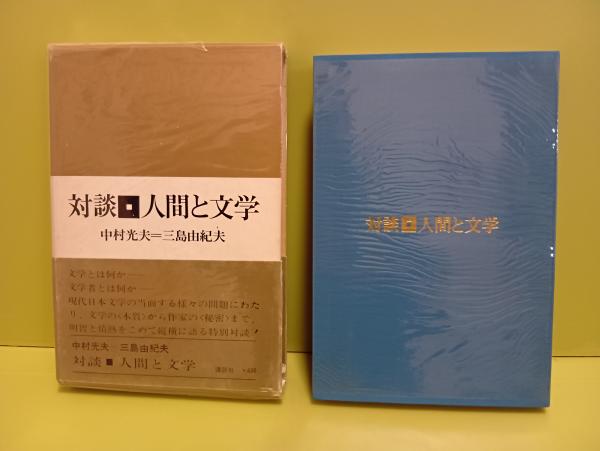 対談■人間と文学
中村光夫=三島由紀夫
文学とは何か——
文学者とは何か——
現代日本文学の当面する様々の問題にわた
り、文学の〈本質〉から作家の〈秘密〉まで、
明晳と情熱をこめて縦横に語る特別対談!
中村光夫=三島由紀夫
対談■人間と文学
講談社
対談■人間と文学